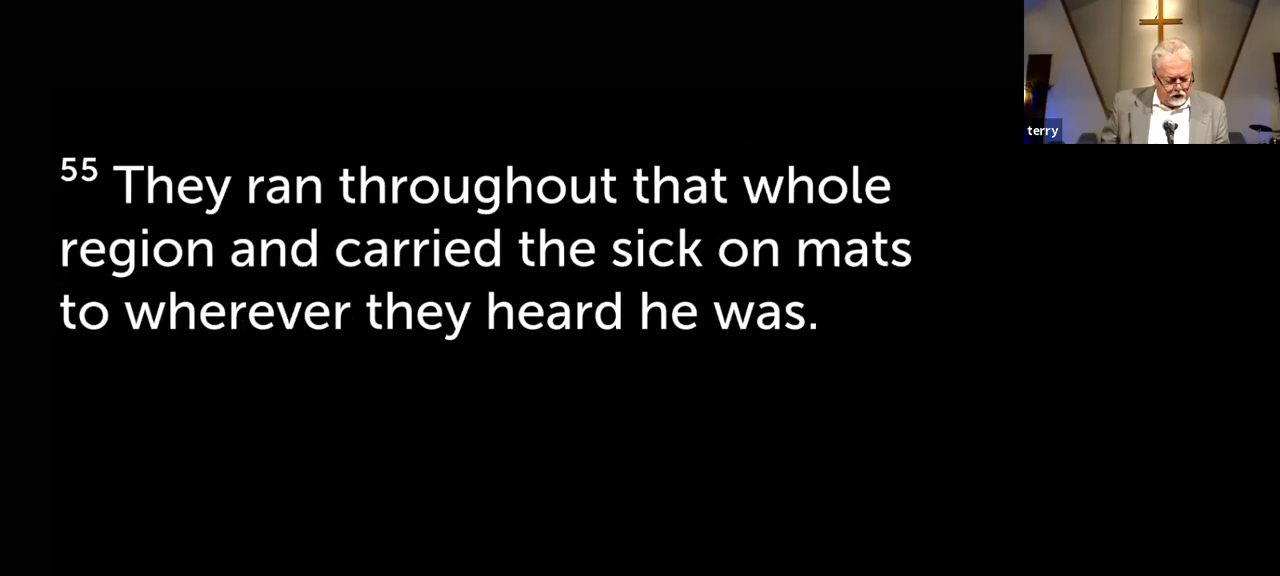 55 They ran throughout that whole
region and carried the sick on mats
to wherever they heard he was.
terry